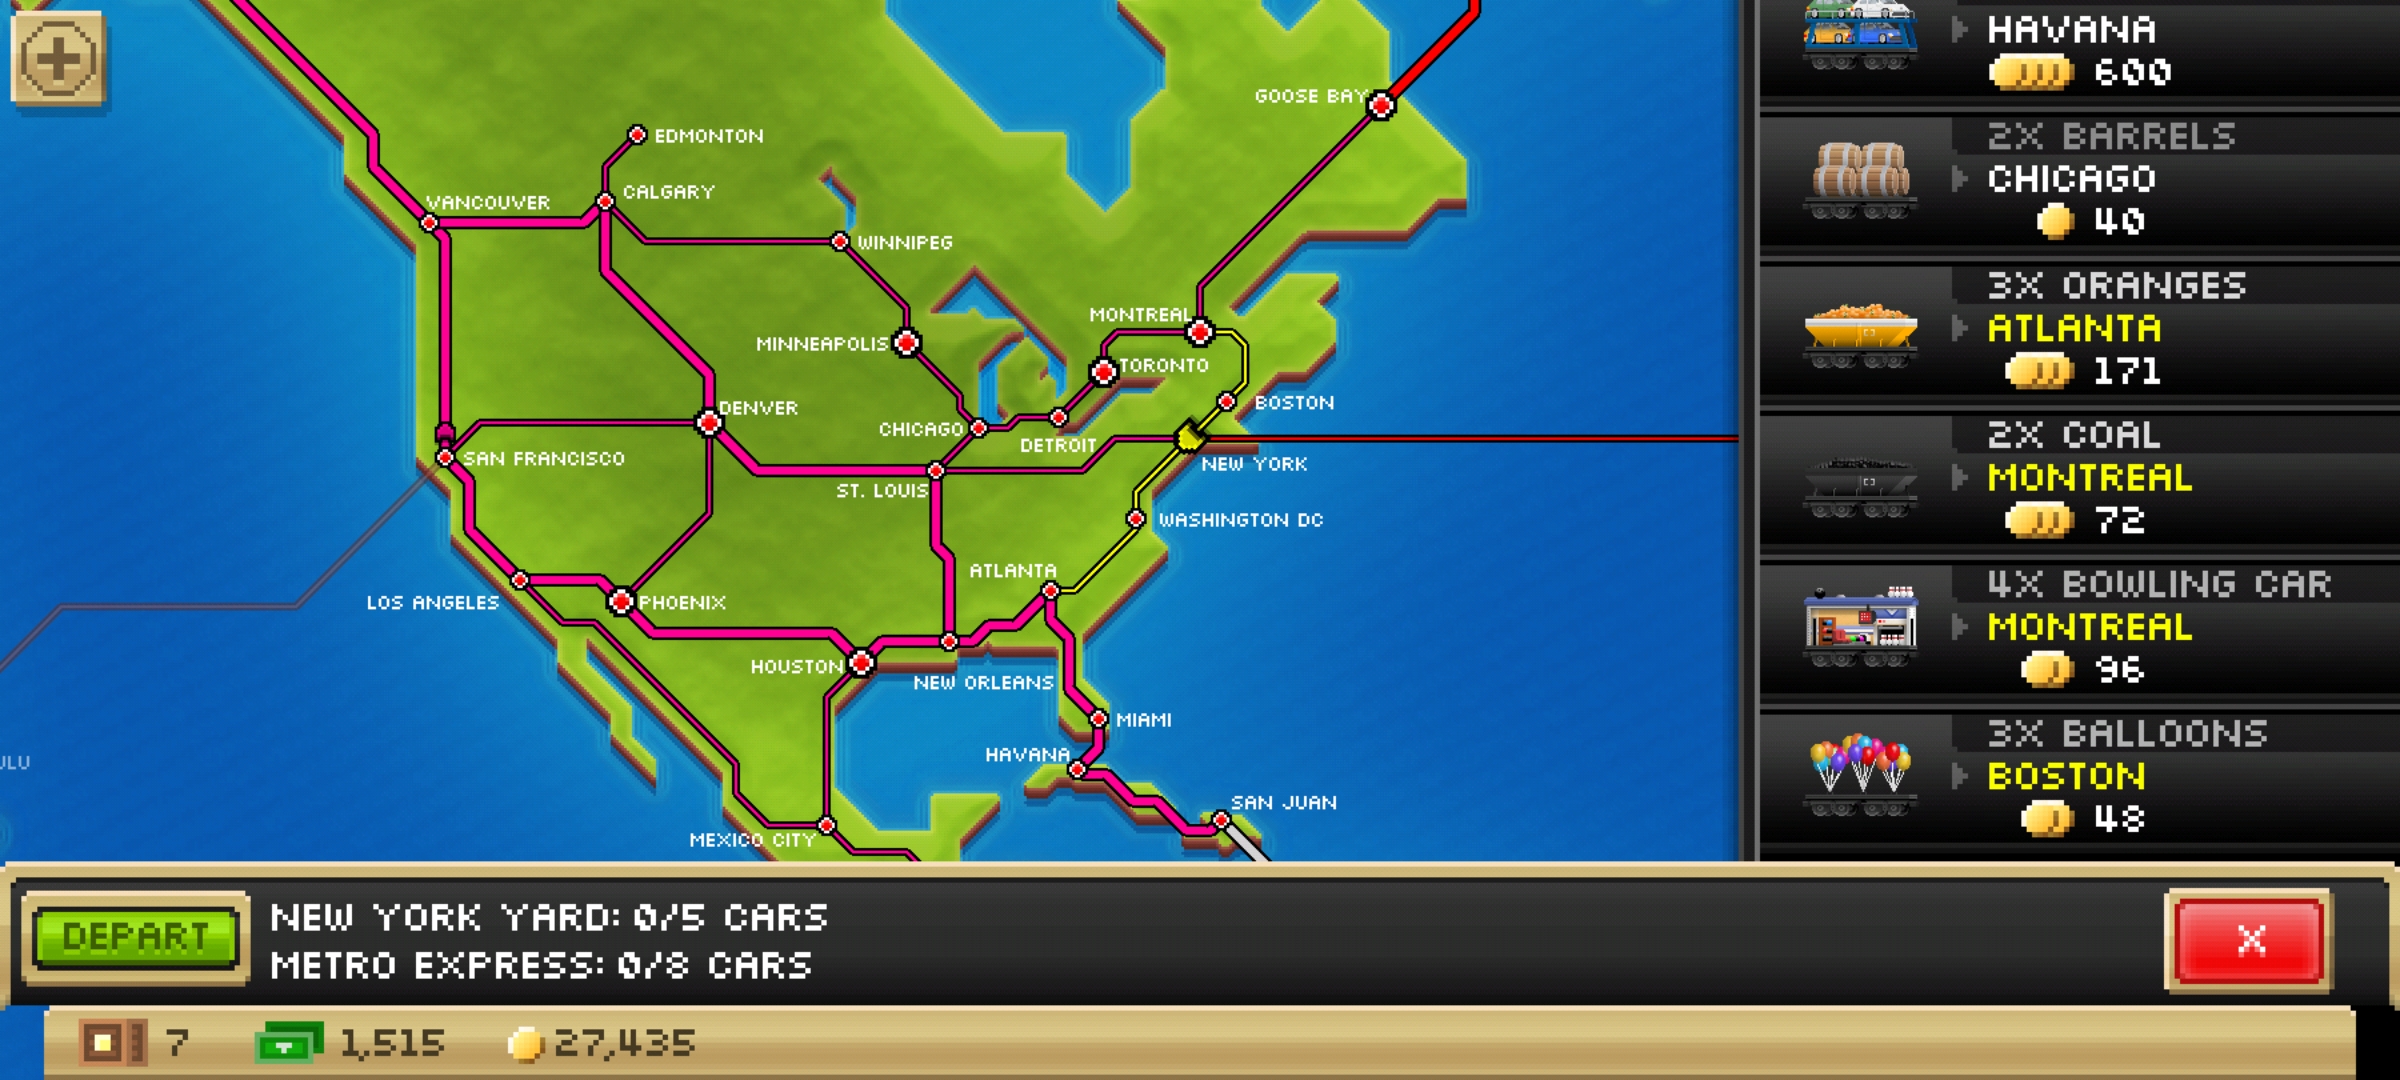 GOOSE BAY
EDMONTON
CALGARY
VANCOUVER
WINNIPEG
MONTREAL
MINNEAPOLIS
TORONTO
DENVER
BOSTON
CHICAGO
DETROIT
SAN FRANCISCO
NEW YORK
ST. LOUIS
WASHINGTON DC
ATLANTA
LOS ANGELES
PHOENIX
HOUSTON
NEW ORLEANS
MIAMI
HAVANA
SAN JUAN
MEXICO CITY
HAVANA
600
2X BARRELS
CHICAGO
40
3X ORANGES
ATLANTA
171
2X COAL
MONTREAL
72
4X BOWLING CAR
MONTREAL
96
3X BALLOONS
BOSTON
48
DEPART
NEW YORK YARD: 0/5 CARS
METRO EXPRESS: 0/8 CARS
X
7
1,515
27,435